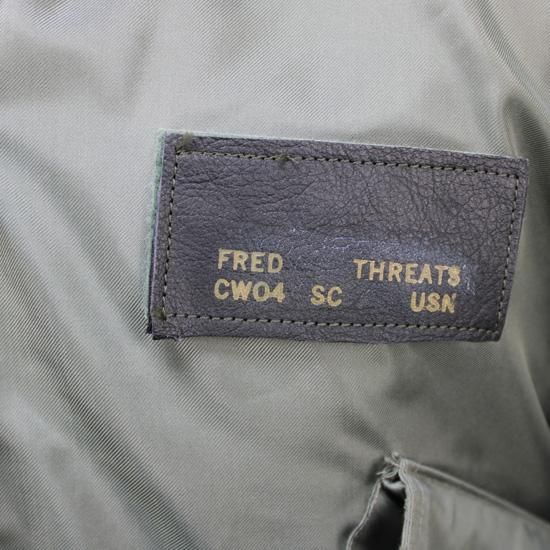 FRED THREATS
CWO4 SC USN